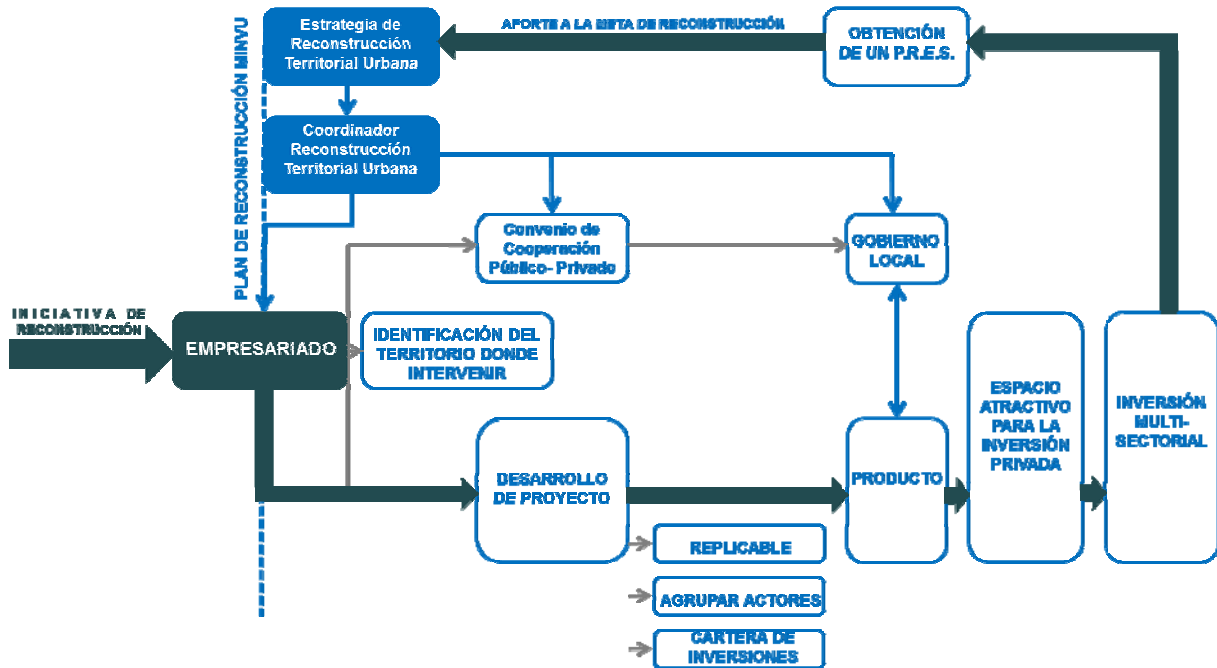 Estrategia de
Reconstrucción
Territorial Urbana
APORTE A LA META DE RECONSTRUCCIÓN
OBTENCIÓN
DE UN P.R.E.S.
PLAN DE RECONSTRUCCIÓN MINVU
Coordinador
Reconstrucción
Territorial Urbana
Convenio de
Cooperación
Público- Privado
GOBIERNO
LOCAL
INICIATIVA DE
RECONSTRUCCIÓN
EMPRESARIADO
IDENTIFICACIÓN DEL
TERRITORIO DONDE
INTERVENIR
DESARROLLO
DE PROYECTO
PRODUCTO
ESPACIO
ATRACTIVO
PARA LA
INVERSIÓN
PRIVADA
INVERSIÓN
MULTI-
SECTORIAL
REPLICABLE
AGRUPAR ACTORES
CARTERA DE
INVERSIONES